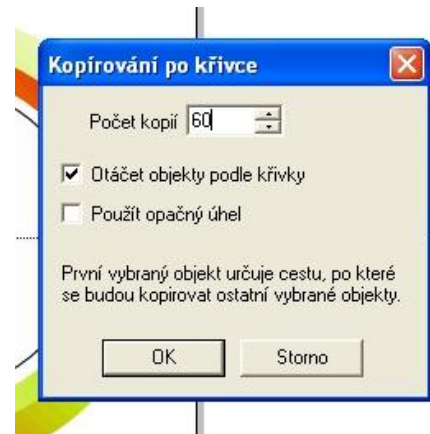 Kopírování po křivce
Počet kopií 60
Otáčet objekty podle křivky
Použít opačný úhel
První vybraný objekt určuje cestu, po které
se budou kopirovat ostatní vybrané objekty.
OK Storno